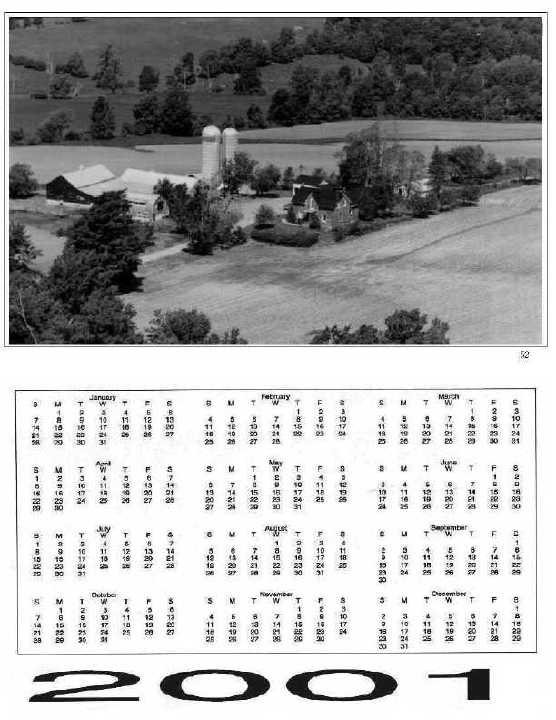 52
January February March
S M T W T F S S M T W T F S S M T W T F S
1 2 3 4 5 6 1 2 3 1 2 3
7 8 9 10 11 12 13 4 5 6 7 8 9 10 4 5 6 7 8 9 10
14 15 16 17 18 19 20 11 12 13 14 15 16 17 11 12 13 14 15 16 17
21 22 23 24 25 26 27 18 19 20 21 22 23 24 18 19 20 21 22 23 24
28 29 30 31 25 26 27 28 25 26 27 28 29 30 31
April May June
S M T W T F S S M T W T F S S M T W T F S
1 2 3 4 5 6 7 1 2 3 4 5 1 2
8 9 10 11 12 13 14 6 7 8 9 10 11 12 3 4 5 6 7 8 9
15 16 17 18 19 20 21 13 14 15 16 17 18 19 10 11 12 13 14 15 16
22 23 24 25 26 27 28 20 21 22 23 24 25 26 17 18 19 20 21 22 23
29 30 27 28 29 30 31 24 25 26 27 28 29 30
July August September
S M T W T F S S M T W T F S S M T W T F S
1 2 3 4 5 6 7 1 2 3 4 1
8 9 10 11 12 13 14 5 6 7 8 9 10 11 2 3 4 5 6 7 8
15 16 17 18 19 20 21 12 13 14 15 16 17 18 9 10 11 12 13 14 15
22 23 24 25 26 27 28 19 20 21 22 23 24 25 16 17 18 19 20 21 22
29 30 31 26 27 28 29 30 31 23 24 25 26 27 28 29
30
October November December
S M T W T F S S M T W T F S S M T W T F S
1 2 3 4 5 6 1 2 3 1
7 8 9 10 11 12 13 4 5 6 7 8 9 10 2 3 4 5 6 7 8
14 15 16 17 18 19 20 11 12 13 14 15 16 17 9 10 11 12 13 14 15
21 22 23 24 25 26 27 18 19 20 21 22 23 24 16 17 18 19 20 21 22
28 29 30 31 25 26 27 28 29 30 23 24 25 26 27 28 29
30 31
2001